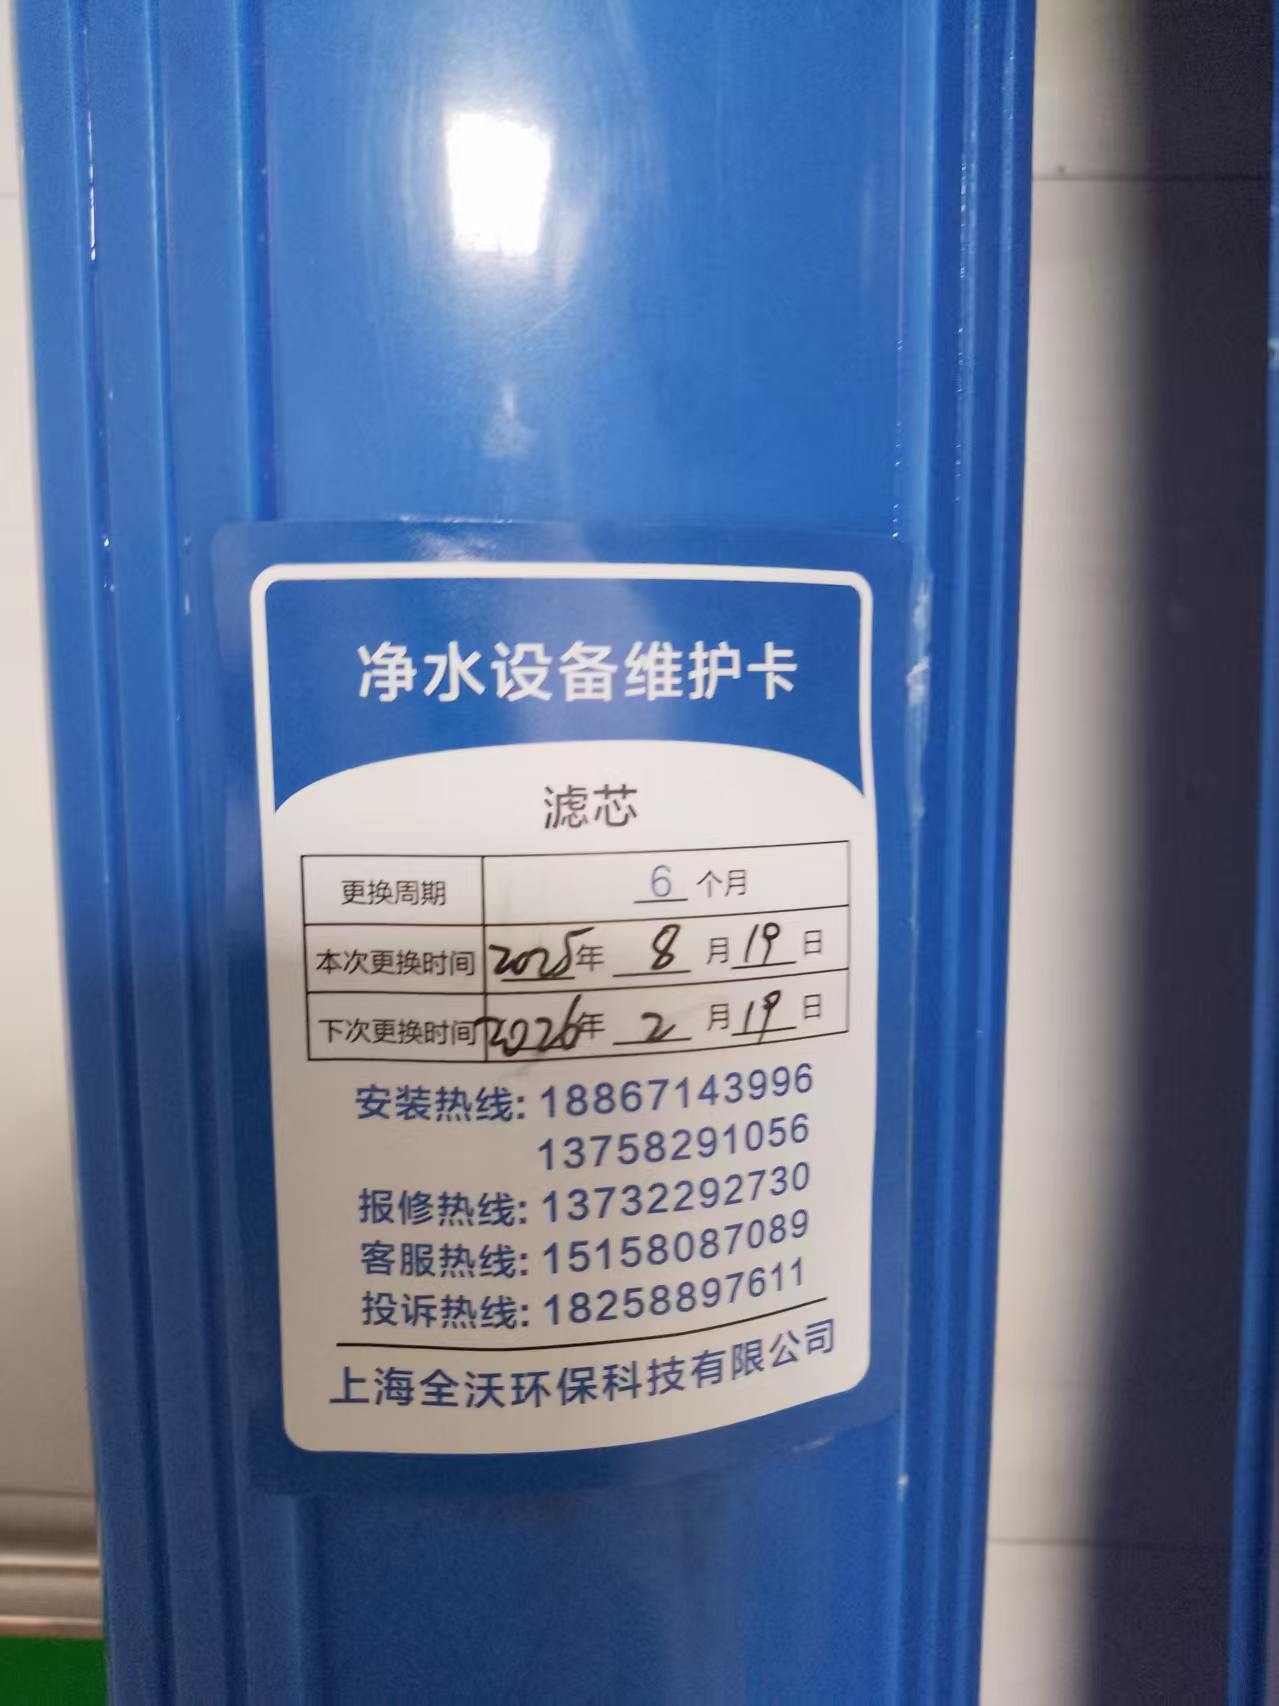 净水设备维护卡
滤芯
更换周期 6 个月
本次更换时间 2025年 8 月 19 日
下次更换时间 2026年 2 月 19 日
安装热线: 18867143996
13758291056
报修热线: 13732292730
客服热线: 15158087089
投诉热线: 18258897611
上海全沃环保科技有限公司